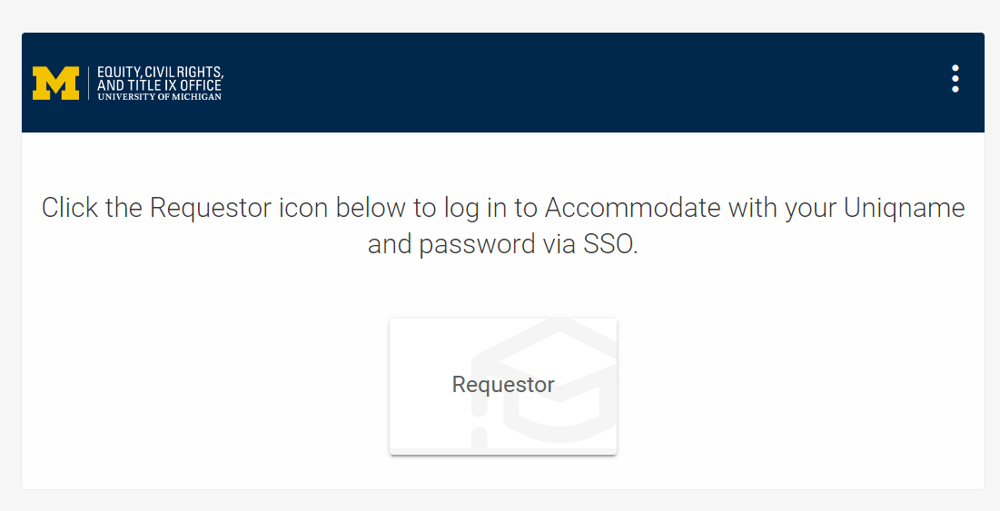 M
EQUITY, CIVIL RIGHTS,
AND TITLE IX OFFICE
UNIVERSITY OF MICHIGAN
Click the Requestor icon below to log in to Accommodate with your Uniqname
and password via SSO.
Requestor